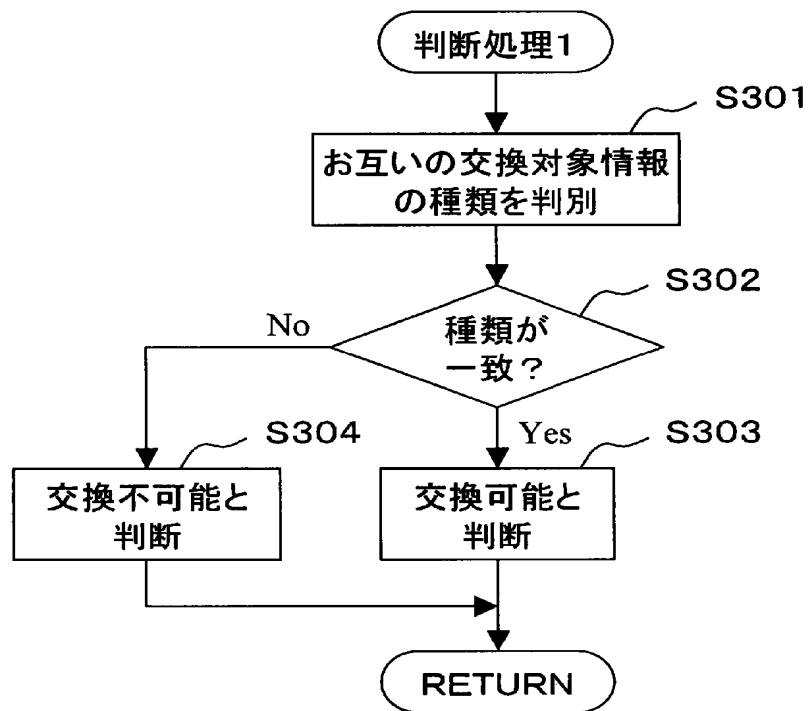 判断処理1
S301
お互いの交換対象情報
の種類を判別
S302
種類が
一致?
No
Yes
S304
S303
交換不可能と
判断
交換可能と
判断
RETURN